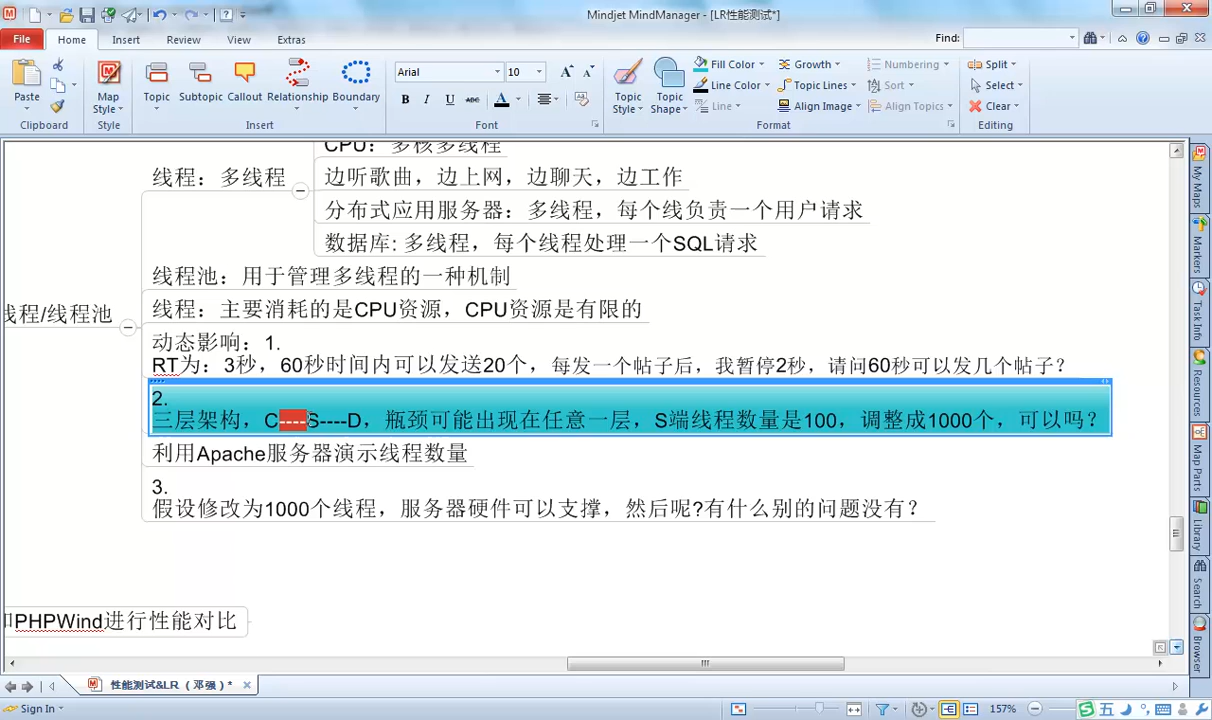 Mindjet MindManager - [LR性能测试*]
File Home Insert Review View Extras
Find:
Paste
Map Style
Topic Subtopic Callout Relationship Boundary
Arial 10
B I U ABC A
Topic Style
Topic Shape
Fill Color Growth Numbering
Line Color Topic Lines Sort
Line Align Image Align Topics
Split
Select
Clear
Clipboard Style Insert Font Format Editing
CPU：多核多线程
线程：多线程
边听歌曲，边上网，边聊天，边工作
分布式应用服务器：多线程，每个线负责一个用户请求
数据库: 多线程，每个线程处理一个SQL请求
线程池：用于管理多线程的一种机制
线程：主要消耗的是CPU资源，CPU资源是有限的
线程/线程池
动态影响：1.
RT为：3秒，60秒时间内可以发送20个，每发一个帖子后，我暂停2秒，请问60秒可以发几个帖子？
2.
三层架构，C----S----D，瓶颈可能出现在任意一层，S端线程数量是100，调整成1000个，可以吗？
利用Apache服务器演示线程数量
3.
假设修改为1000个线程，服务器硬件可以支撑，然后呢?有什么别的问题没有？
和PHPWind进行性能对比
My Maps
Markers
Task Info
Resources
Map Parts
Library
Search
Browser
性能测试&LR （邓强）*
Sign In
157%
五